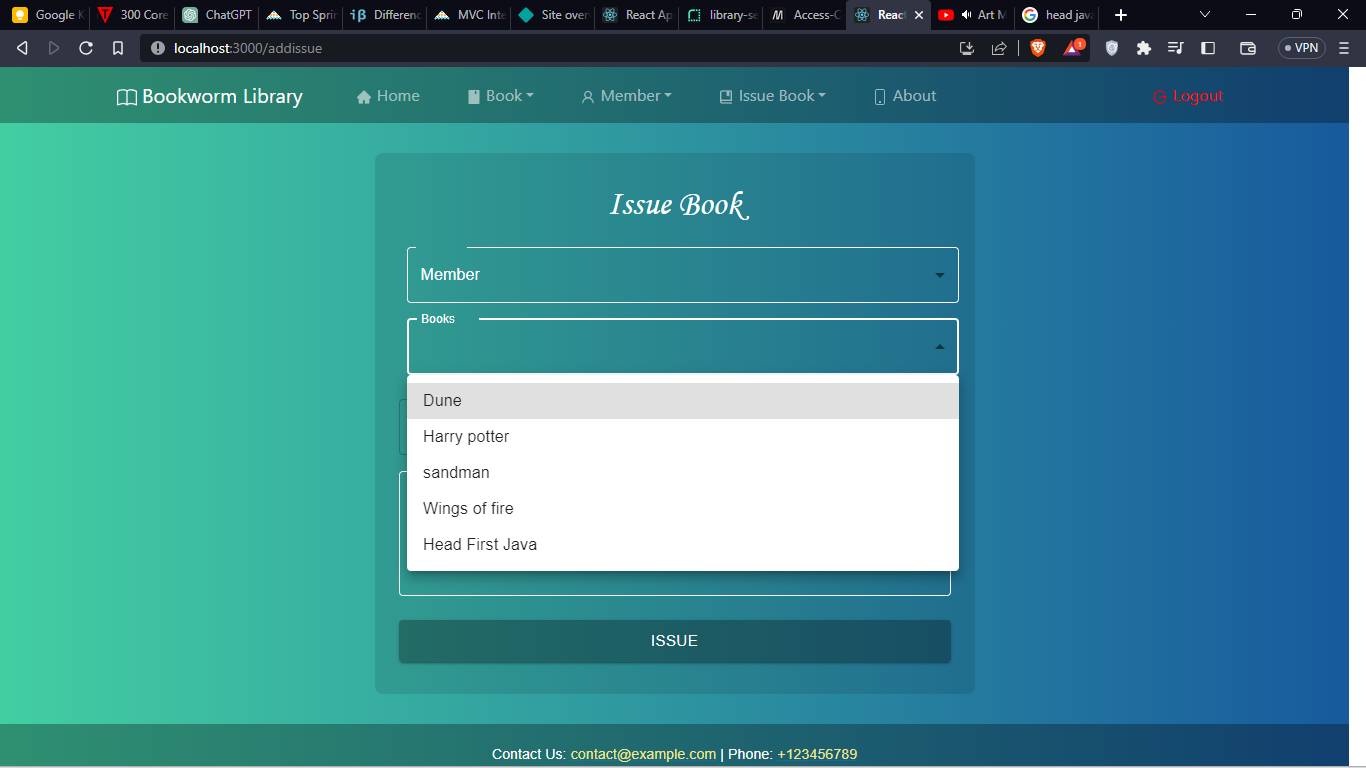 Google K 300 Core ChatGPT Top Sprin Differenc MVC Inte Site over React Ap library-se Access-C React Art M head java
localhost:3000/addissue 1 VPN
Bookworm Library Home Book Member Issue Book About Logout
Issue Book
Member
Books
Dune
Harry potter
sandman
Wings of fire
Head First Java
ISSUE
Contact Us: contact@example.com | Phone: +123456789